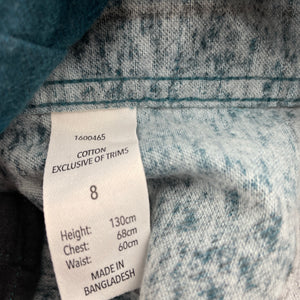 1600465
COTTON
EXCLUSIVE OF TRIMS
8
Height: 130cm
Chest: 68cm
Waist: 60cm
MADE IN
BANGLADESH